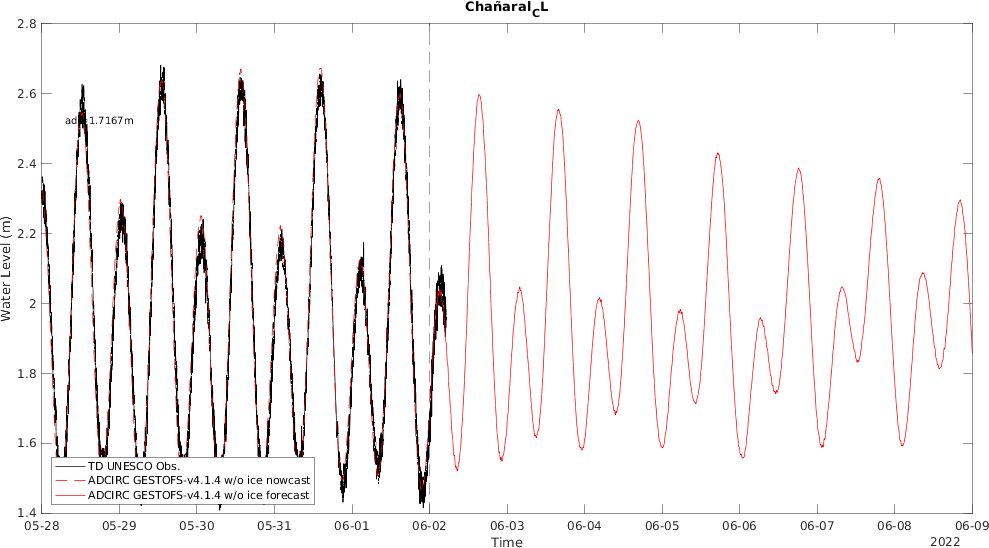 Chañaral_CL
2.8
2.6
2.4
2.2
2
1.8
1.6
1.4
Water Level (m)
1.7167m
TD UNESCO Obs.
ADCIRC GESTOFS-v4.1.4 w/o ice nowcast
ADCIRC GESTOFS-v4.1.4 w/o ice forecast
05-28 05-29 05-30 05-31 06-01 06-02 06-03 06-04 06-05 06-06 06-07 06-08 06-09
Time
2022